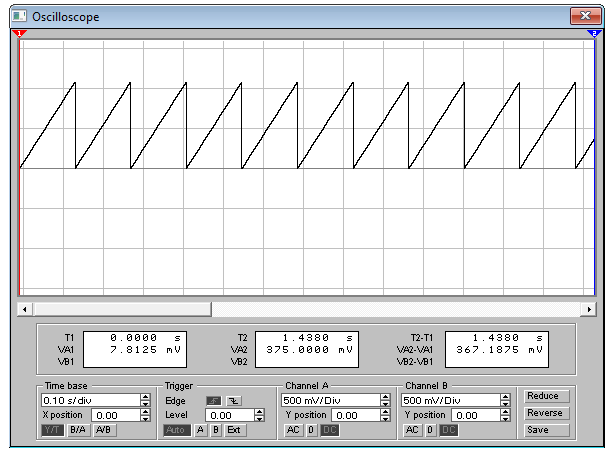 Oscilloscope
1 2
T1 0.0000 s T2 1.4380 s T2-T1 1.4380 s
VA1 7.8125 mV VA2 375.0000 mV VA2-VA1 367.1875 mV
VB1 VB2 VB2-VB1
Time base Trigger Channel A Channel B
0.10 s/div Edge 500 mV/Div 500 mV/Div Reduce
X position 0.00 Level 0.00 Y position 0.00 Y position 0.00 Reverse
Y/T B/A A/B Auto A B Ext AC 0 DC AC 0 DC Save